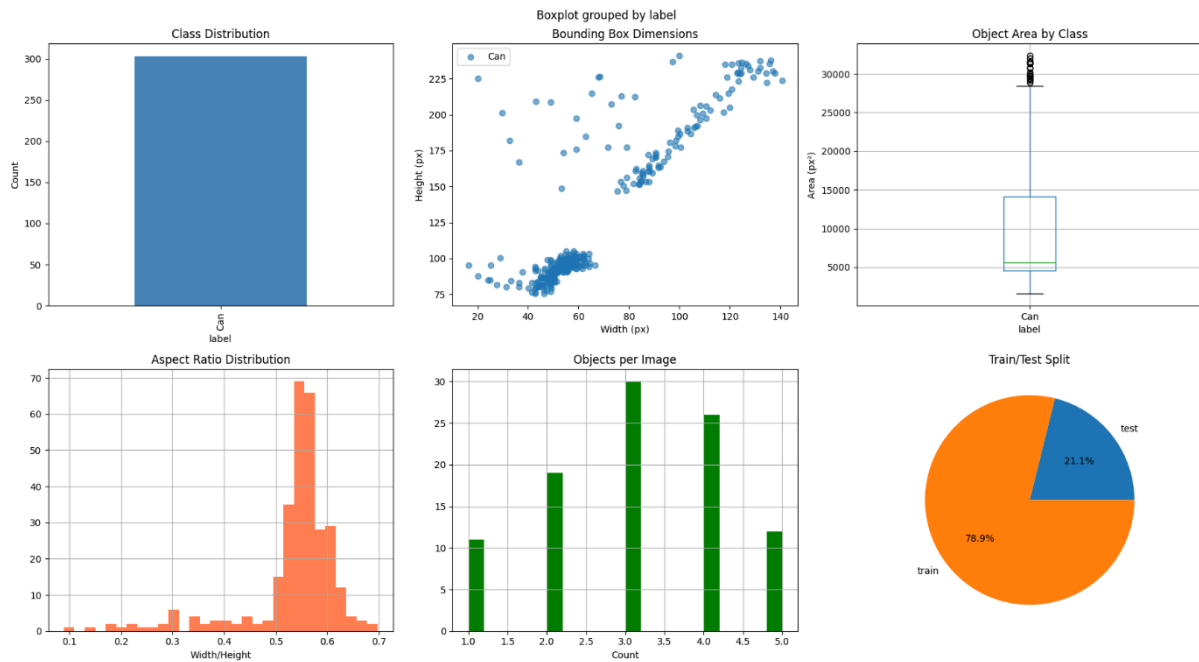 Boxplot grouped by label
Class Distribution
Count
300
250
200
150
100
50
0
Can
label
Bounding Box Dimensions
Can
Height (px)
225
200
175
150
125
100
75
20 40 60 80 100 120 140
Width (px)
Object Area by Class
Area (px²)
30000
25000
20000
15000
10000
5000
Can
label
Aspect Ratio Distribution
70
60
50
40
30
20
10
0
0.1 0.2 0.3 0.4 0.5 0.6 0.7
Width/Height
Objects per Image
30
25
20
15
10
5
0
1.0 1.5 2.0 2.5 3.0 3.5 4.0 4.5 5.0
Count
Train/Test Split
test
21.1%
78.9%
train